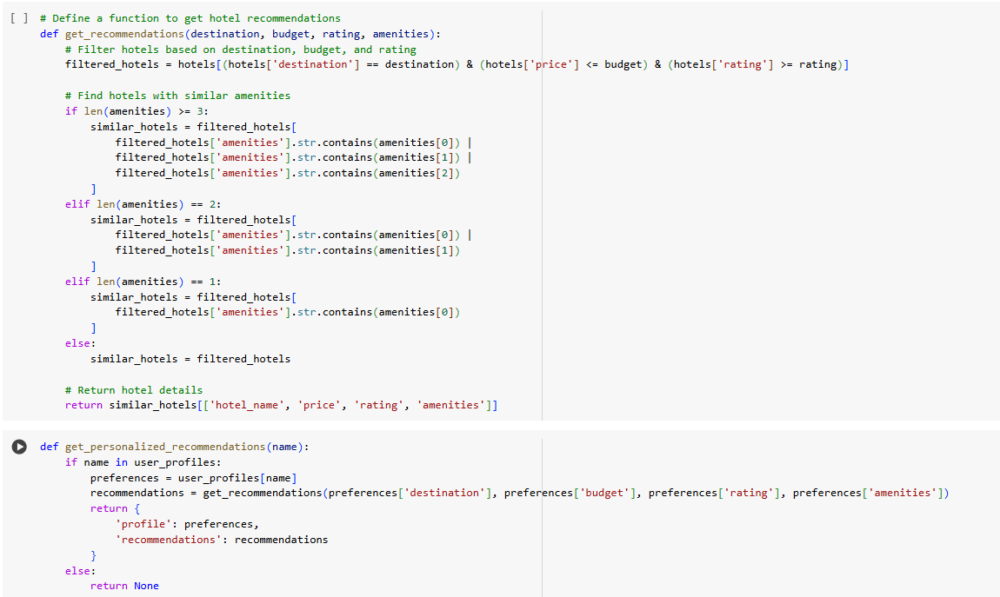 [ ] # Define a function to get hotel recommendations
def get_recommendations(destination, budget, rating, amenities):
    # Filter hotels based on destination, budget, and rating
    filtered_hotels = hotels[(hotels['destination'] == destination) & (hotels['price'] <= budget) & (hotels['rating'] >= rating)]

    # Find hotels with similar amenities
    if len(amenities) >= 3:
        similar_hotels = filtered_hotels[
            filtered_hotels['amenities'].str.contains(amenities[0]) |
            filtered_hotels['amenities'].str.contains(amenities[1]) |
            filtered_hotels['amenities'].str.contains(amenities[2])
        ]
    elif len(amenities) == 2:
        similar_hotels = filtered_hotels[
            filtered_hotels['amenities'].str.contains(amenities[0]) |
            filtered_hotels['amenities'].str.contains(amenities[1])
        ]
    elif len(amenities) == 1:
        similar_hotels = filtered_hotels[
            filtered_hotels['amenities'].str.contains(amenities[0])
        ]
    else:
        similar_hotels = filtered_hotels

    # Return hotel details
    return similar_hotels[['hotel_name', 'price', 'rating', 'amenities']]

def get_personalized_recommendations(name):
    if name in user_profiles:
        preferences = user_profiles[name]
        recommendations = get_recommendations(preferences['destination'], preferences['budget'], preferences['rating'], preferences['amenities'])
        return {
            'profile': preferences,
            'recommendations': recommendations
        }
    else:
        return None